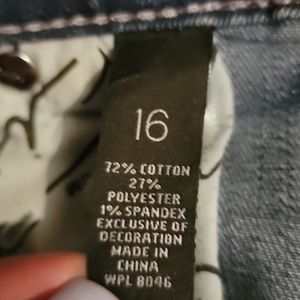 16
72% COTTON
27%
POLYESTER
1% SPANDEX
EXCLUSIVE OF
DECORATION
MADE IN
CHINA
WPL 8046